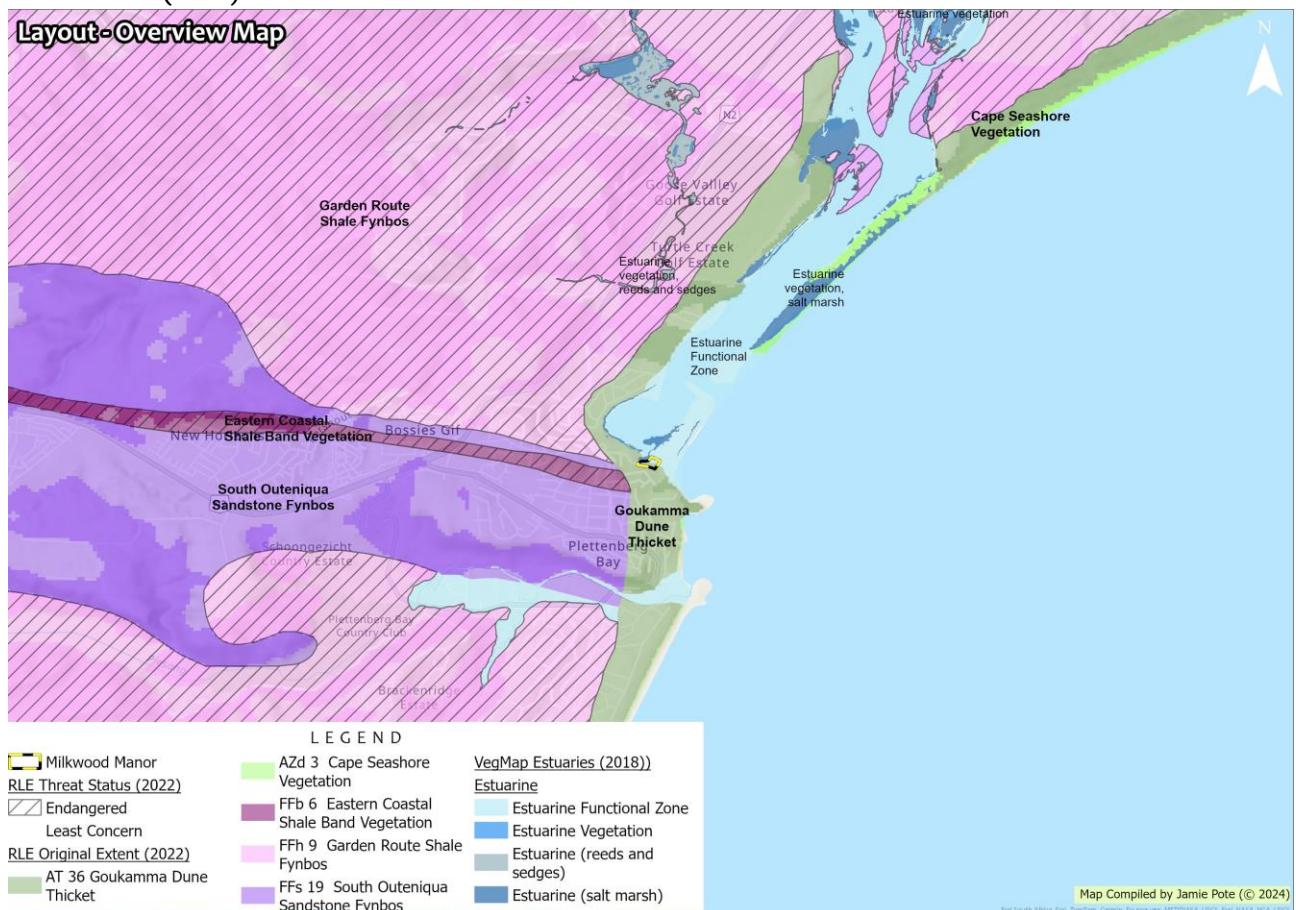 Layout - Overview Map
Estuarine vegetation
N
Cape Seashore
Vegetation
N2
Goose Vallley
Golf Estate
Garden Route
Shale Fynbos
Turtle Creek
Golf Estate
Estuarine
vegetation,
reeds and sedges
Estuarine
vegetation,
salt marsh
Estuarine
Functional
Zone
Eastern Coastal
Shale Band Vegetation
New Horizons
Bossies Gif
South Outeniqua
Sandstone Fynbos
Goukamma
Dune
Thicket
Schoongezicht
Country Estate
Plettenberg
Bay
Plettenberg Bay
Country Club
Brackenridge
Estate
LEGEND
Milkwood Manor
RLE Threat Status (2022)
Endangered
Least Concern
RLE Original Extent (2022)
AT 36 Goukamma Dune
Thicket
AZd 3 Cape Seashore
Vegetation
FFb 6 Eastern Coastal
Shale Band Vegetation
FFh 9 Garden Route Shale
Fynbos
FFs 19 South Outeniqua
Sandstone Fynbos
VegMap Estuaries (2018))
Estuarine
Estuarine Functional Zone
Estuarine Vegetation
Estuarine (reeds and
sedges)
Estuarine (salt marsh)
Map Compiled by Jamie Pote (© 2024)